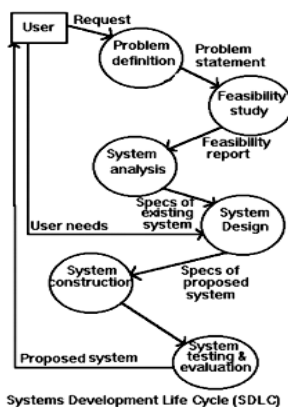 User
Request
Problem
definition
Problem
statement
Feasibility
study
Feasibility
report
System
analysis
Specs of
existing
system
System
Design
User needs
Specs of
proposed
system
System
construction
System
testing &
evaluation
Proposed system
Systems Development Life Cycle (SDLC)